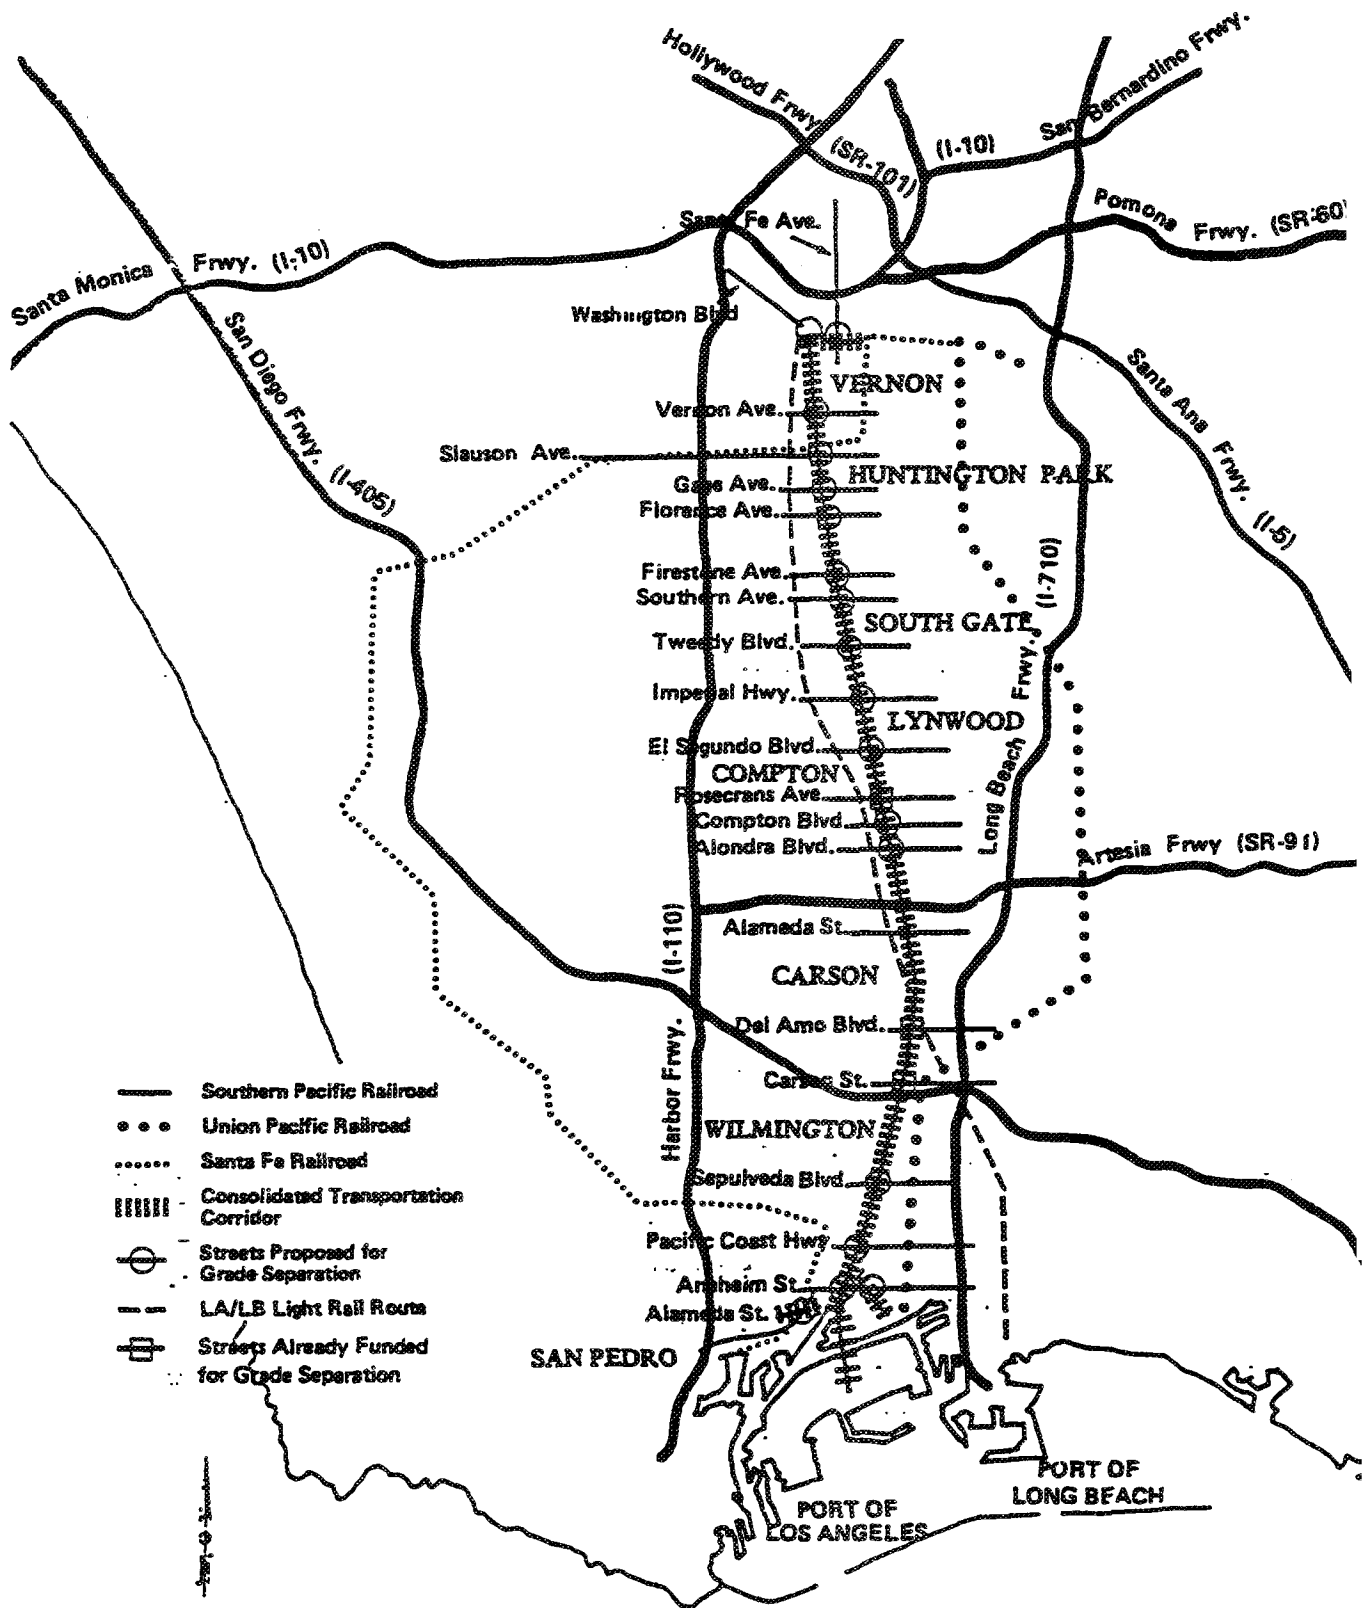 Hollywood Frwy.
(SR-101)
San Bernardino Frwy.
(I-10)
Pomona Frwy. (SR-60)
Santa Fe Ave.
Santa Monica Frwy. (I-10)
Washington Blvd
San Diego Frwy. (I-405)
Santa Ana Frwy. (I-5)
VERNON
Vernon Ave.
Slauson Ave.
HUNTINGTON PARK
Gage Ave.
Florence Ave.
Firestone Ave.
Southern Ave.
SOUTH GATE
Tweedy Blvd.
Imperial Hwy.
LYNWOOD
El Segundo Blvd.
COMPTON
Rosecrans Ave.
Compton Blvd.
Alondra Blvd.
Long Beach Frwy. (I-710)
Artesia Frwy (SR-91)
Alameda St.
CARSON
Del Amo Blvd.
Carson St.
Harbor Frwy. (I-110)
WILMINGTON
Sepulveda Blvd.
Pacific Coast Hwy
Anaheim St.
Alameda St.
SAN PEDRO
Southern Pacific Railroad
Union Pacific Railroad
Santa Fe Railroad
Consolidated Transportation
Corridor
Streets Proposed for
Grade Separation
LA/LB Light Rail Route
Streets Already Funded
for Grade Separation
PORT OF
LOS ANGELES
PORT OF
LONG BEACH